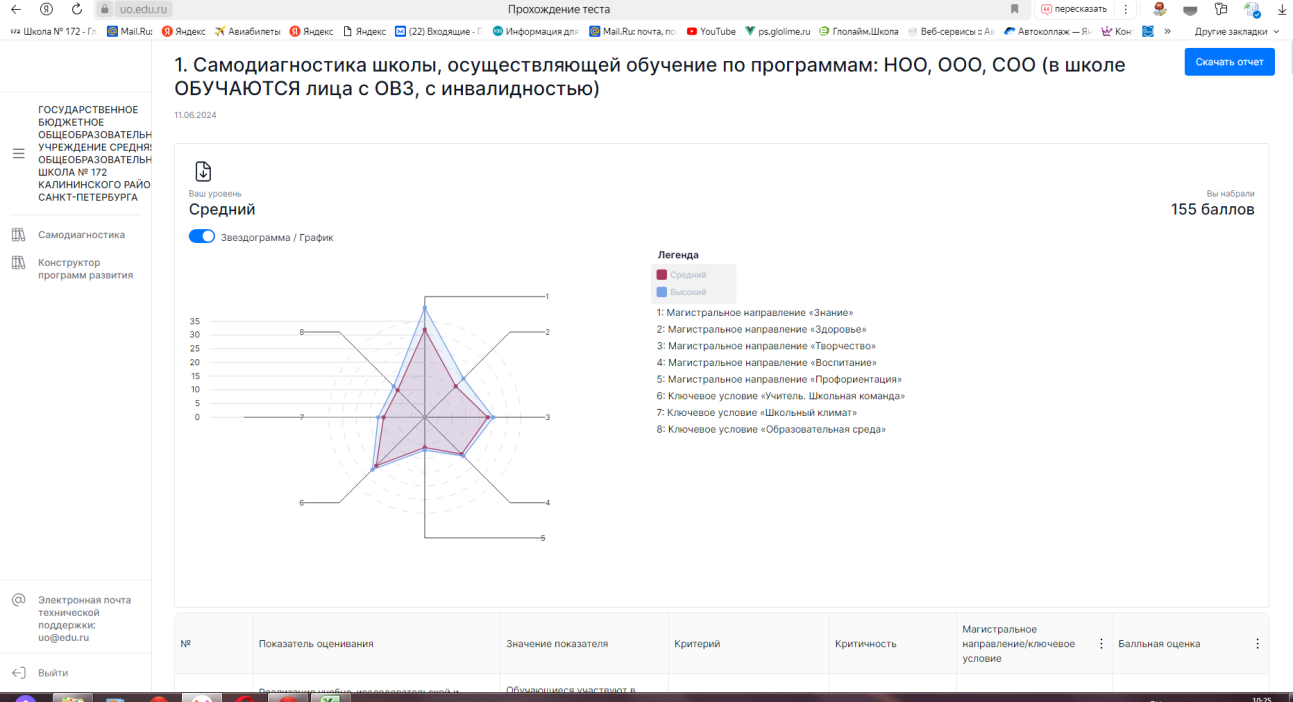 uo.edu.ru
Прохождение теста
пересказать
172 Школа № 172 - Гл
Mail.Ru:
Яндекс
Авиабилеты
Яндекс
Яндекс
(22) Входящие - П
Информация для
Mail.Ru: почта, по
YouTube
ps.glolime.ru
Глолайм.Школа
Веб-сервисы :: Ав
Автоколлаж — Ян
Кон
»
Другие закладки
1. Самодиагностика школы, осуществляющей обучение по программам: НОО, ООО, СОО (в школе
ОБУЧАЮТСЯ лица с ОВЗ, с инвалидностью)
Скачать отчет
11.06.2024
ГОСУДАРСТВЕННОЕ
БЮДЖЕТНОЕ
ОБЩЕОБРАЗОВАТЕЛЬН
УЧРЕЖДЕНИЕ СРЕДНЯ
ОБЩЕОБРАЗОВАТЕЛЬН
ШКОЛА № 172
КАЛИНИНСКОГО РАЙО
САНКТ-ПЕТЕРБУРГА
Самодиагностика
Конструктор
программ развития
Ваш уровень
Средний
Вы набрали
155 баллов
Звездограмма / График
35
30
25
20
15
10
5
0
1
2
3
4
5
6
7
8
Легенда
Средний
Высокий
1: Магистральное направление «Знание»
2: Магистральное направление «Здоровье»
3: Магистральное направление «Творчество»
4: Магистральное направление «Воспитание»
5: Магистральное направление «Профориентация»
6: Ключевое условие «Учитель. Школьная команда»
7: Ключевое условие «Школьный климат»
8: Ключевое условие «Образовательная среда»
Электронная почта
технической
поддержки:
uo@edu.ru
Выйти
№
Показатель оценивания
Значение показателя
Критерий
Критичность
Магистральное
направление/ключевое
условие
Балльная оценка
Реализация учебно-исследовательской и
Обучающиеся участвуют в
10:25